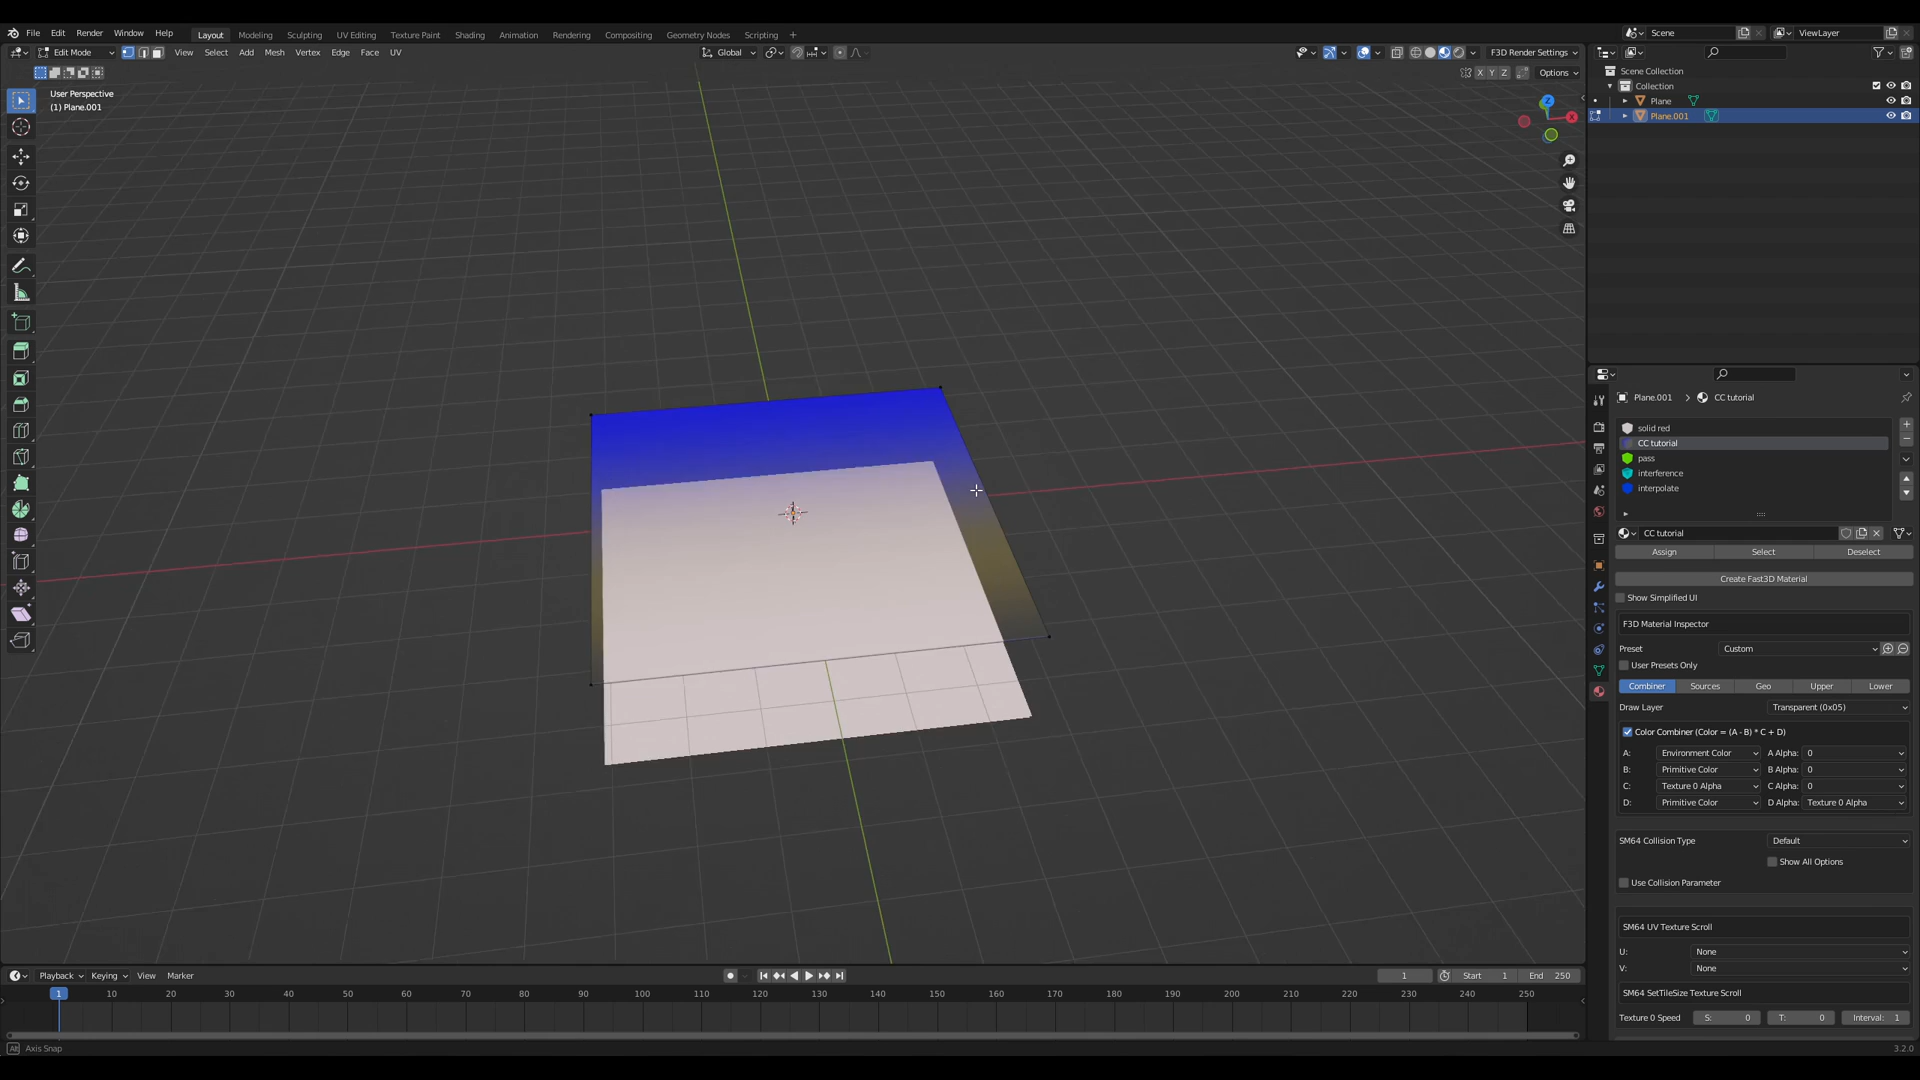 File Edit Render Window Help Layout Modeling Sculpting UV Editing Texture Paint Shading Animation Rendering Compositing Geometry Nodes Scripting + Scene ViewLayer
Edit Mode View Select Add Mesh Vertex Edge Face UV Global F3D Render Settings
X Y Z Options
User Perspective
(1) Plane.001
Z
X
Scene Collection
Collection
Plane
Plane.001
Plane.001 > CC tutorial
solid red
CC tutorial
pass
interference
interpolate
CC tutorial
Assign Select Deselect
Create Fast3D Material
Show Simplified UI
F3D Material Inspector
Preset Custom
User Presets Only
Combiner Sources Geo Upper Lower
Draw Layer Transparent (0x05)
Color Combiner (Color = (A - B) * C + D)
A: Environment Color A Alpha: 0
B: Primitive Color B Alpha: 0
C: Texture 0 Alpha C Alpha: 0
D: Primitive Color D Alpha: Texture 0 Alpha
SM64 Collision Type Default
Show All Options
Use Collision Parameter
SM64 UV Texture Scroll
U: None
V: None
SM64 SetTileSize Texture Scroll
Texture 0 Speed S: 0 T: 0 Interval: 1
Playback Keying View Marker 1 Start 1 End 250
1 10 20 30 40 50 60 70 80 90 100 110 120 130 140 150 160 170 180 190 200 210 220 230 240 250
Alt Axis Snap 3.2.0